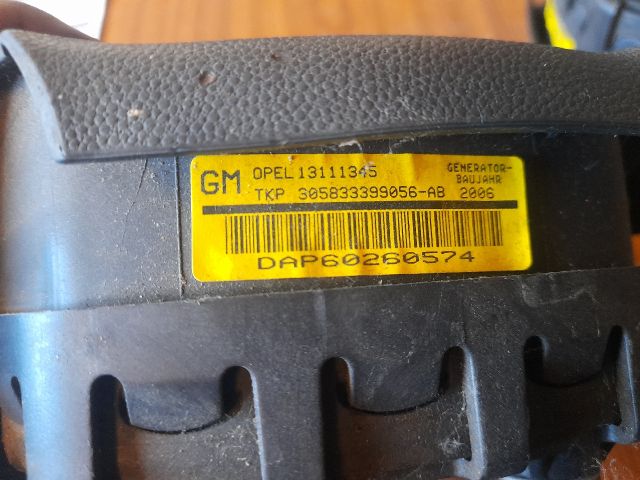 GM OPEL 13111345 GENERATOR-
BAUJAHR
TKP 305833399056-AB 2006
DAP60260574